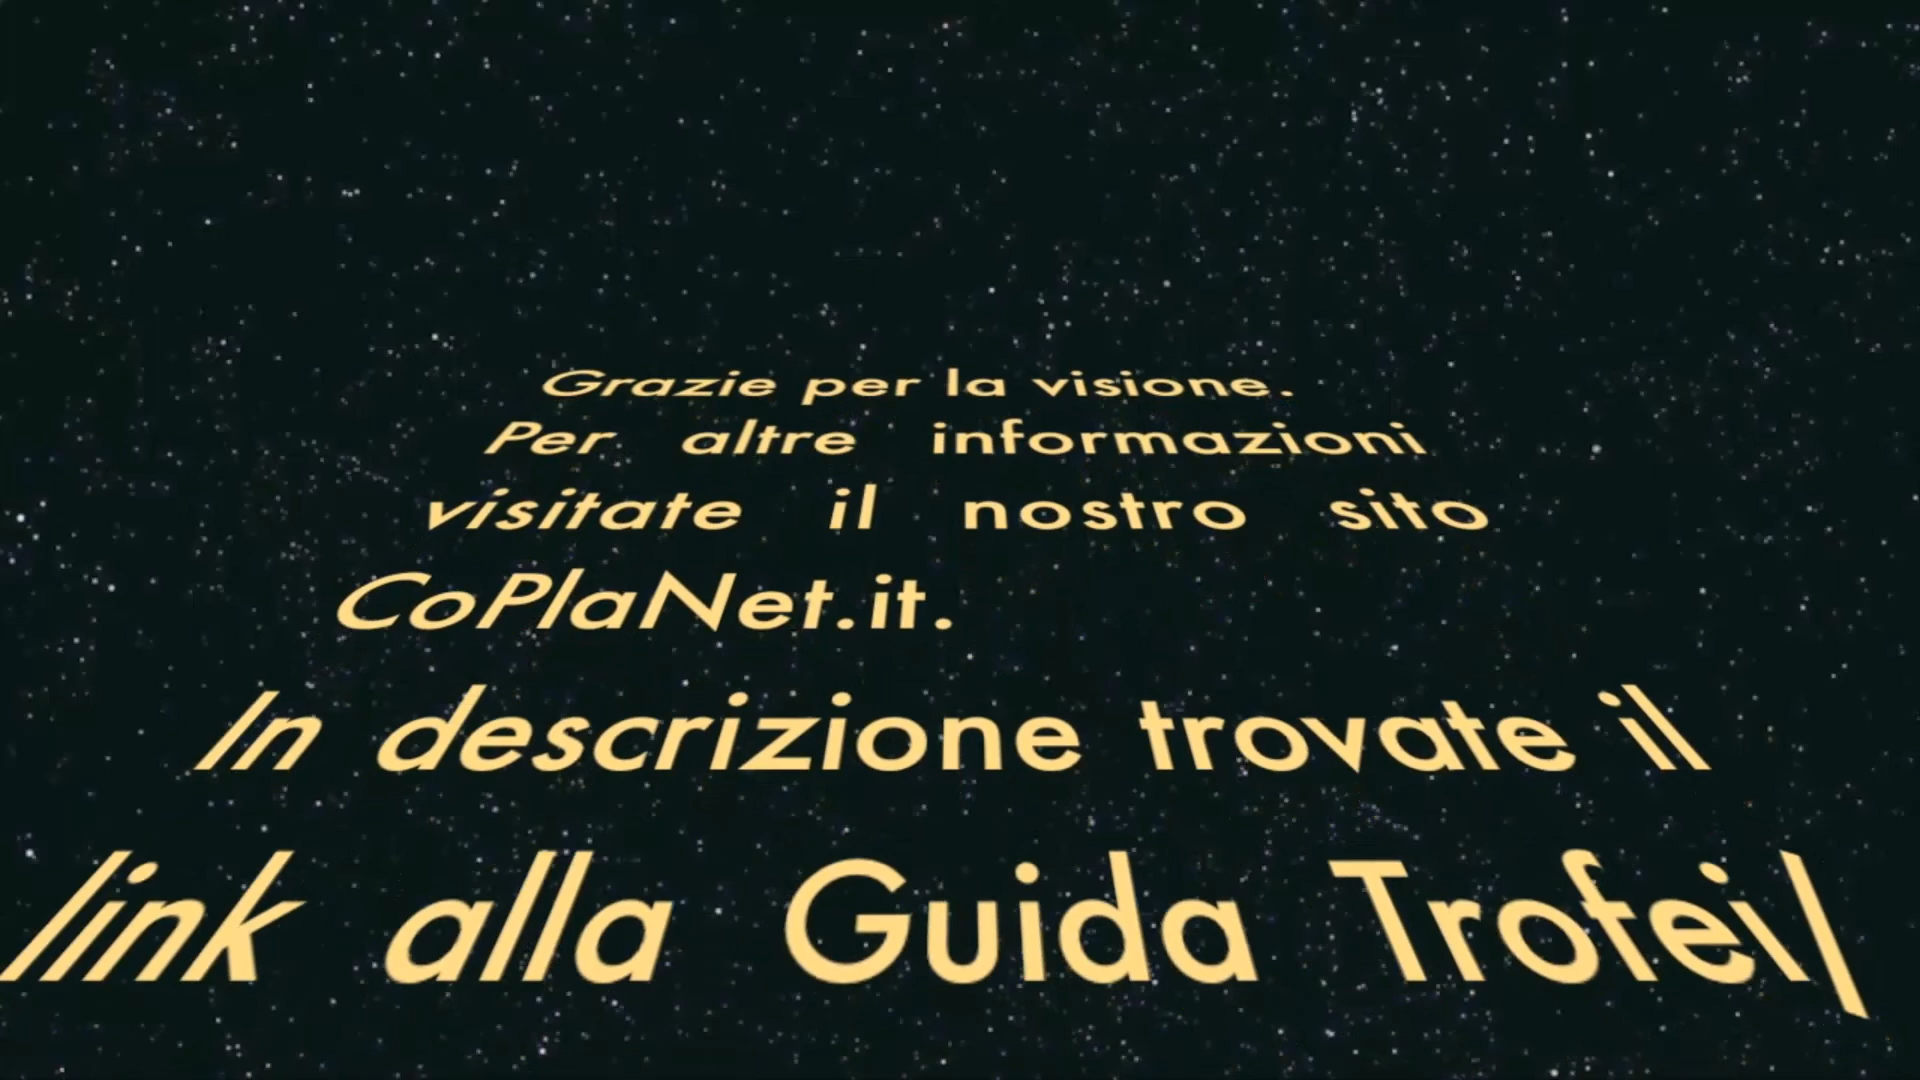 Grazie per la visione.
Per altre informazioni
visitate il nostro sito
CoPlaNet.it.
In descrizione trovate il
link alla Guida Trofei\